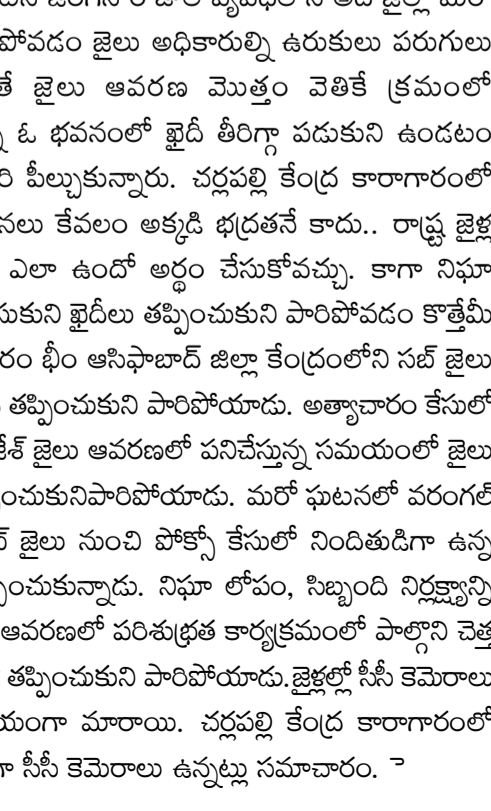 పోవడం జైలు అధికారుల్ని ఉరుకులు పరుగులు
తే జైలు ఆవరణ మొత్తం వెతికే క్రమంలో
ఓ భవనంలో ఖైదీ తీరిగ్గా పడుకుని ఉండటం
రి పీల్చుకున్నారు. చర్లపల్లి కేంద్ర కారాగారంలో
నలు కేవలం అక్కడి భద్రతనే కాదు.. రాష్ట్ర జైళ్ల
ఎలా ఉందో అర్థం చేసుకోవచ్చు. కాగా నిఘా
సుకుని ఖైదీలు తప్పించుకుని పారిపోవడం కొత్తేమీ
రం భీం ఆసిఫాబాద్ జిల్లా కేంద్రంలోని సబ్ జైలు
తప్పించుకుని పారిపోయాడు. అత్యాచారం కేసులో
జేశ్ జైలు ఆవరణలో పనిచేస్తున్న సమయంలో జైలు
ంచుకునిపారిపోయాడు. మరో ఘటనలో వరంగల్
జైలు నుంచి పోక్సో కేసులో నిందితుడిగా ఉన్న
ంచుకున్నాడు. నిఘా లోపం, సిబ్బంది నిర్లక్ష్యాన్ని
ఆవరణలో పరిశుభ్రత కార్యక్రమంలో పాల్గొని చెత్త
తప్పించుకుని పారిపోయాడు.జైళ్లల్లో సీసీ కెమెరాలు
యంగా మారాయి. చర్లపల్లి కేంద్ర కారాగారంలో
గా సీసీ కెమెరాలు ఉన్నట్లు సమాచారం.